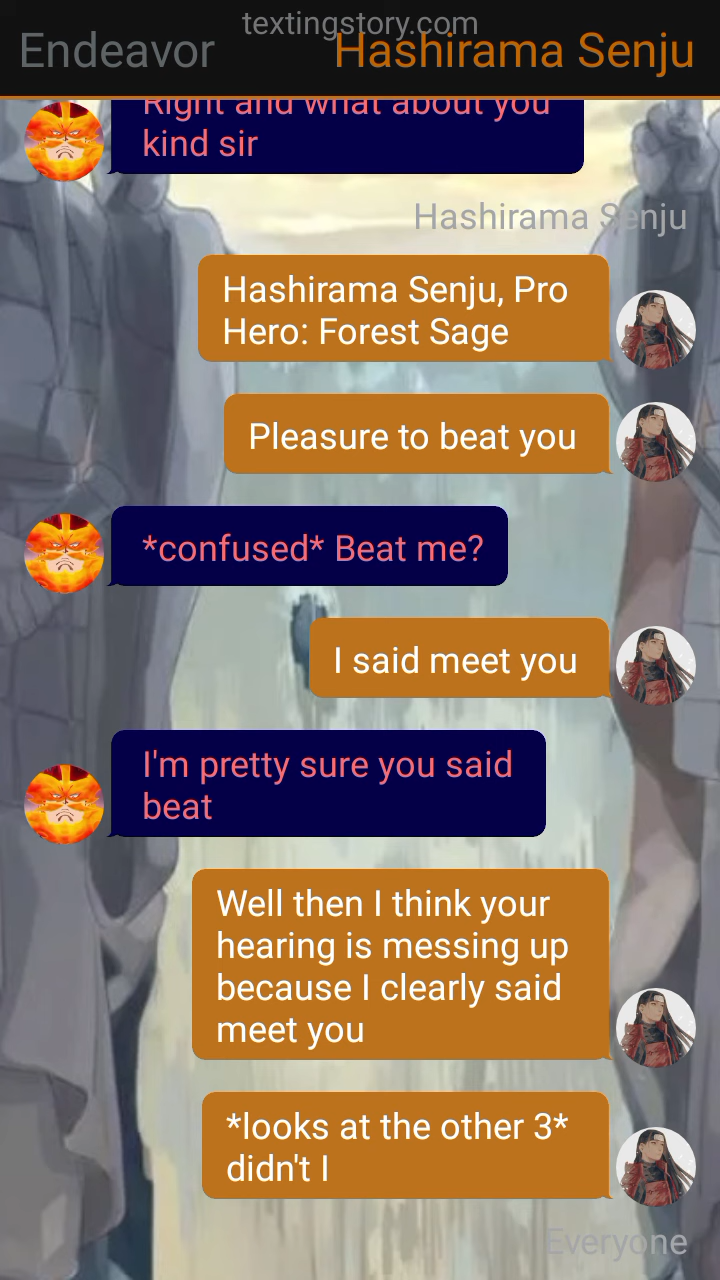 textingstory.com
Endeavor
Hashirama Senju
Right and what about you
kind sir
Hashirama Senju
Hashirama Senju, Pro
Hero: Forest Sage
Pleasure to beat you
*confused* Beat me?
I said meet you
I'm pretty sure you said
beat
Well then I think your
hearing is messing up
because I clearly said
meet you
*looks at the other 3*
didn't I
Everyone